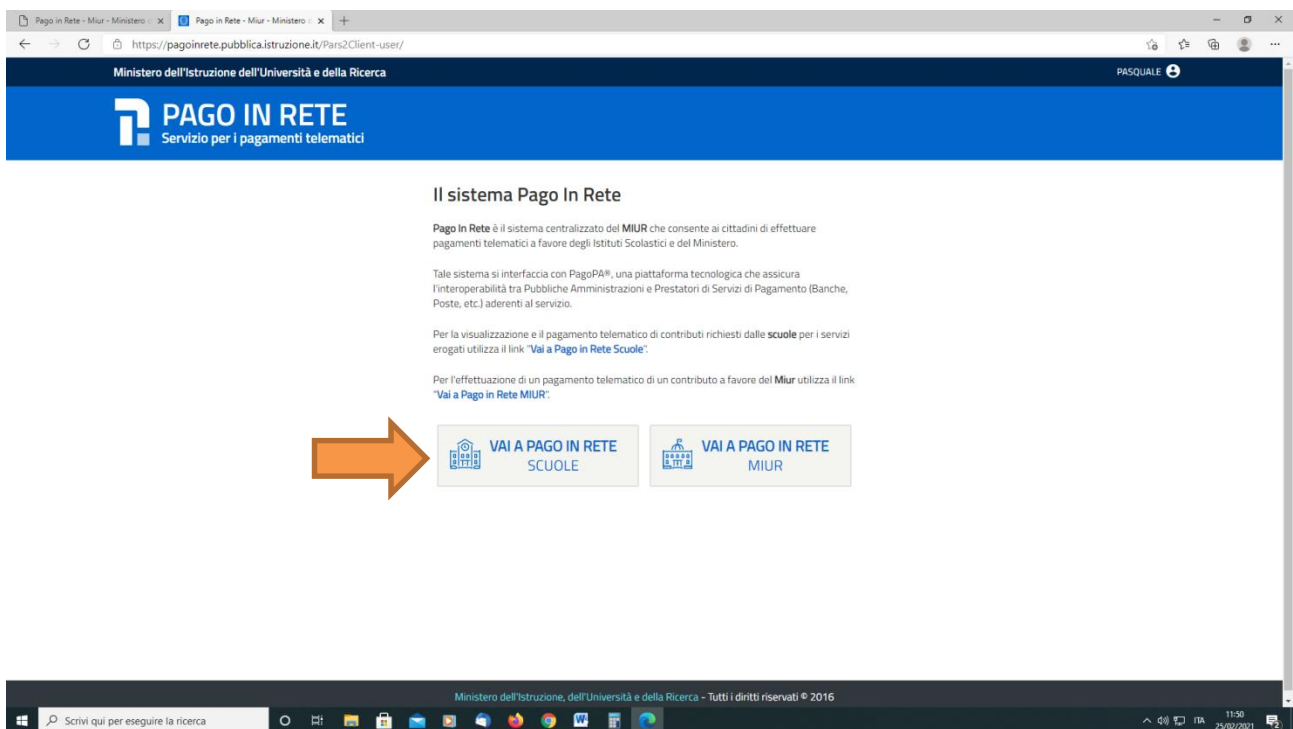 Pago in Rete - Miur - Ministero
Pago in Rete - Miur - Ministero
https://pagoinrete.pubblica.istruzione.it/Pars2Client-user/
Ministero dell'Istruzione dell'Università e della Ricerca
PASQUALE
PAGO IN RETE
Servizio per i pagamenti telematici
Il sistema Pago In Rete
Pago In Rete è il sistema centralizzato del MIUR che consente ai cittadini di effettuare
pagamenti telematici a favore degli Istituti Scolastici e del Ministero.
Tale sistema si interfaccia con PagoPA®, una piattaforma tecnologica che assicura
l'interoperabilità tra Pubbliche Amministrazioni e Prestatori di Servizi di Pagamento (Banche,
Poste, etc.) aderenti al servizio.
Per la visualizzazione e il pagamento telematico di contributi richiesti dalle scuole per i servizi
erogati utilizza il link "Vai a Pago in Rete Scuole".
Per l'effettuazione di un pagamento telematico di un contributo a favore del Miur utilizza il link
"Vai a Pago in Rete MIUR".
VAI A PAGO IN RETE
SCUOLE
VAI A PAGO IN RETE
MIUR
Ministero dell'Istruzione, dell'Università e della Ricerca - Tutti i diritti riservati © 2016
Scrivi qui per eseguire la ricerca
ITA
11:50
25/02/2021